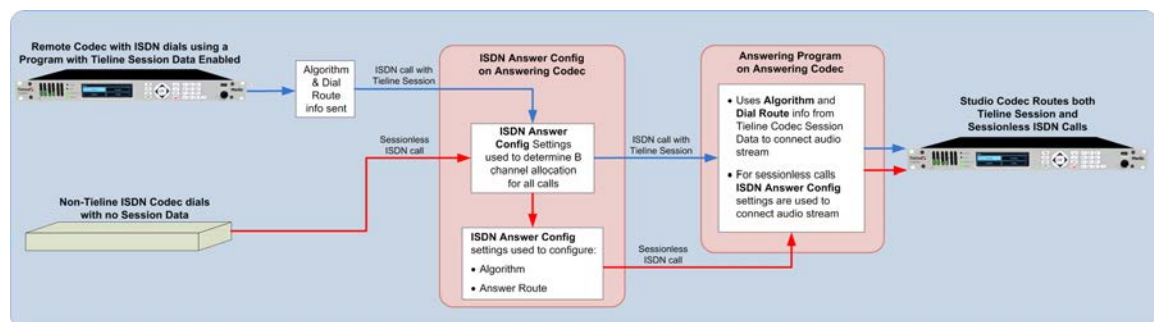 Remote Codec with ISDN dials using a
Program with Tieline Session Data Enabled
Algorithm
& Dial
Route
info sent
ISDN call with
Tieline Session
ISDN Answer Config
on Answering Codec
Sessionless
ISDN call
ISDN Answer
Config Settings
used to determine B
channel allocation
for all calls
ISDN call with
Tieline Session
Answering Program
on Answering Codec
• Uses Algorithm and
Dial Route info from
Tieline Codec Session
Data to connect audio
stream
• For sessionless calls
ISDN Answer Config
settings are used to
connect audio stream
Studio Codec Routes both
Tieline Session and
Sessionless ISDN Calls
Non-Tieline ISDN Codec dials
with no Session Data
ISDN Answer Config
settings used to configure:
• Algorithm
• Answer Route
Sessionless
ISDN call